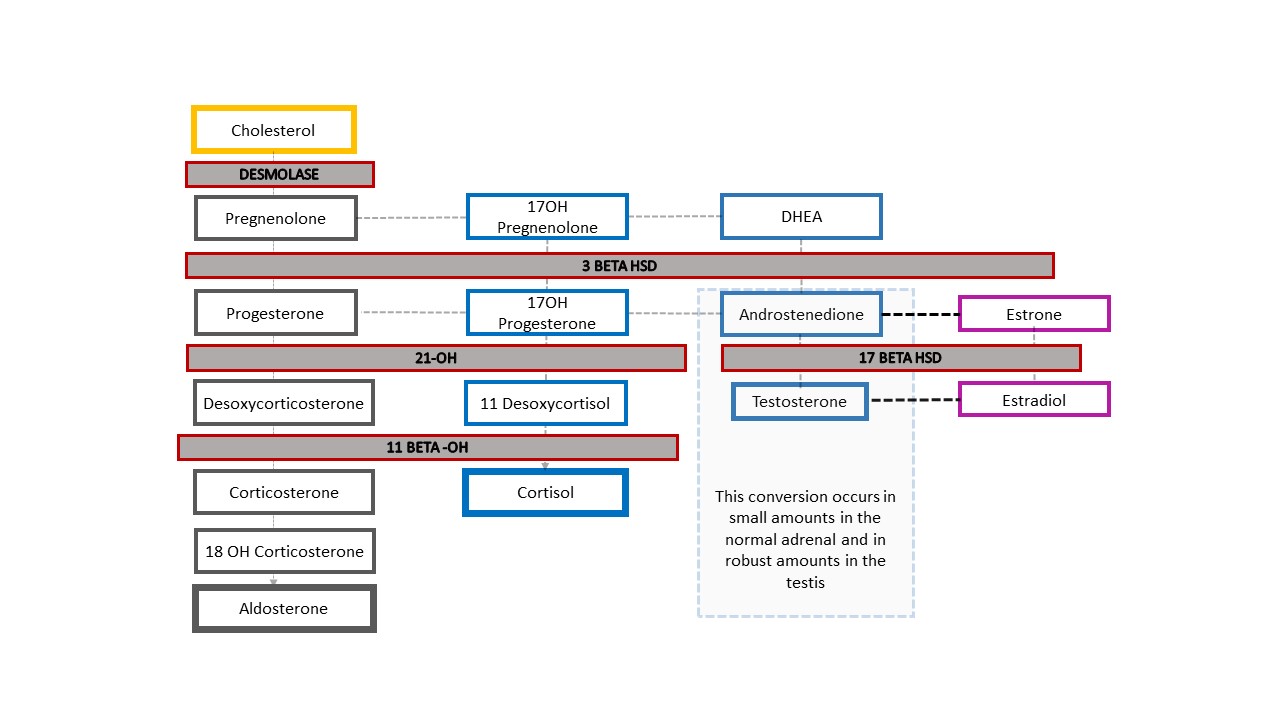 Cholesterol
DESMOLASE
Pregnenolone
17OH
Pregnenolone
DHEA
3 BETA HSD
Progesterone
17OH
Progesterone
Androstenedione
Estrone
21-OH
17 BETA HSD
Desoxycorticosterone
11 Desoxycortisol
Testosterone
Estradiol
11 BETA -OH
Corticosterone
Cortisol
This conversion occurs in
small amounts in the
normal adrenal and in
robust amounts in the
testis
18 OH Corticosterone
Aldosterone